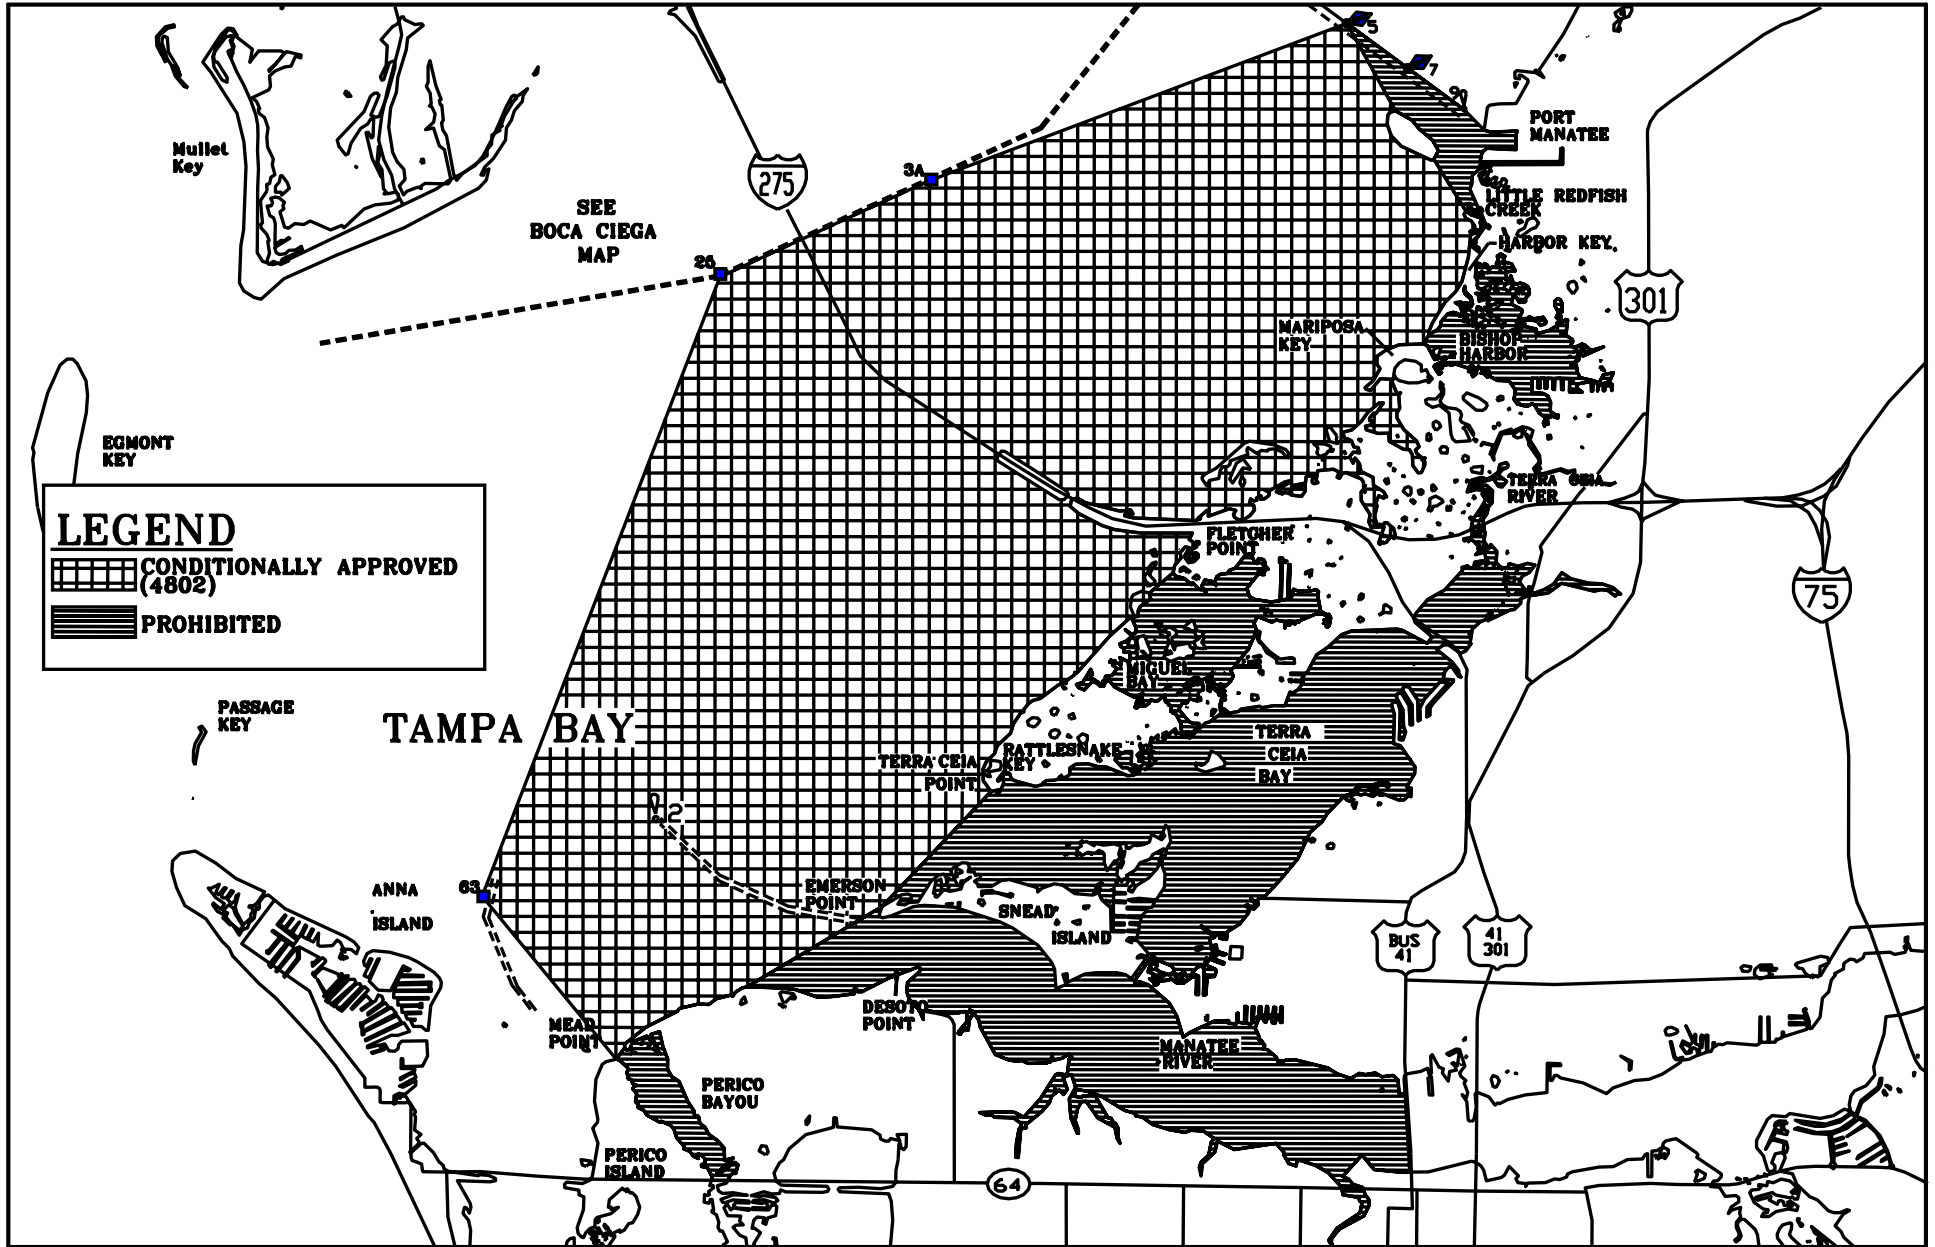 5
7
PORT
MANATEE
Mullet
Key
3A
275
LITTLE REDFISH
CREEK
SEE
BOCA CIEGA
MAP
HARBOR KEY
26
301
MARIPOSA
KEY
BISHOP
HARBOR
EGMONT
KEY
TERRA CEIA
RIVER
LEGEND
CONDITIONALLY APPROVED
(4802)
PROHIBITED
FLETCHER
POINT
75
MIGUEL
BAY
PASSAGE
KEY
TAMPA BAY
TERRA
CEIA
BAY
RATTLESNAKE
KEY
TERRA CEIA
POINT
2
63
ANNA
ISLAND
EMERSON
POINT
SNEAD
ISLAND
BUS
41
41
301
DESOTO
POINT
MEAD
POINT
MANATEE
RIVER
PERICO
BAYOU
PERICO
ISLAND
64